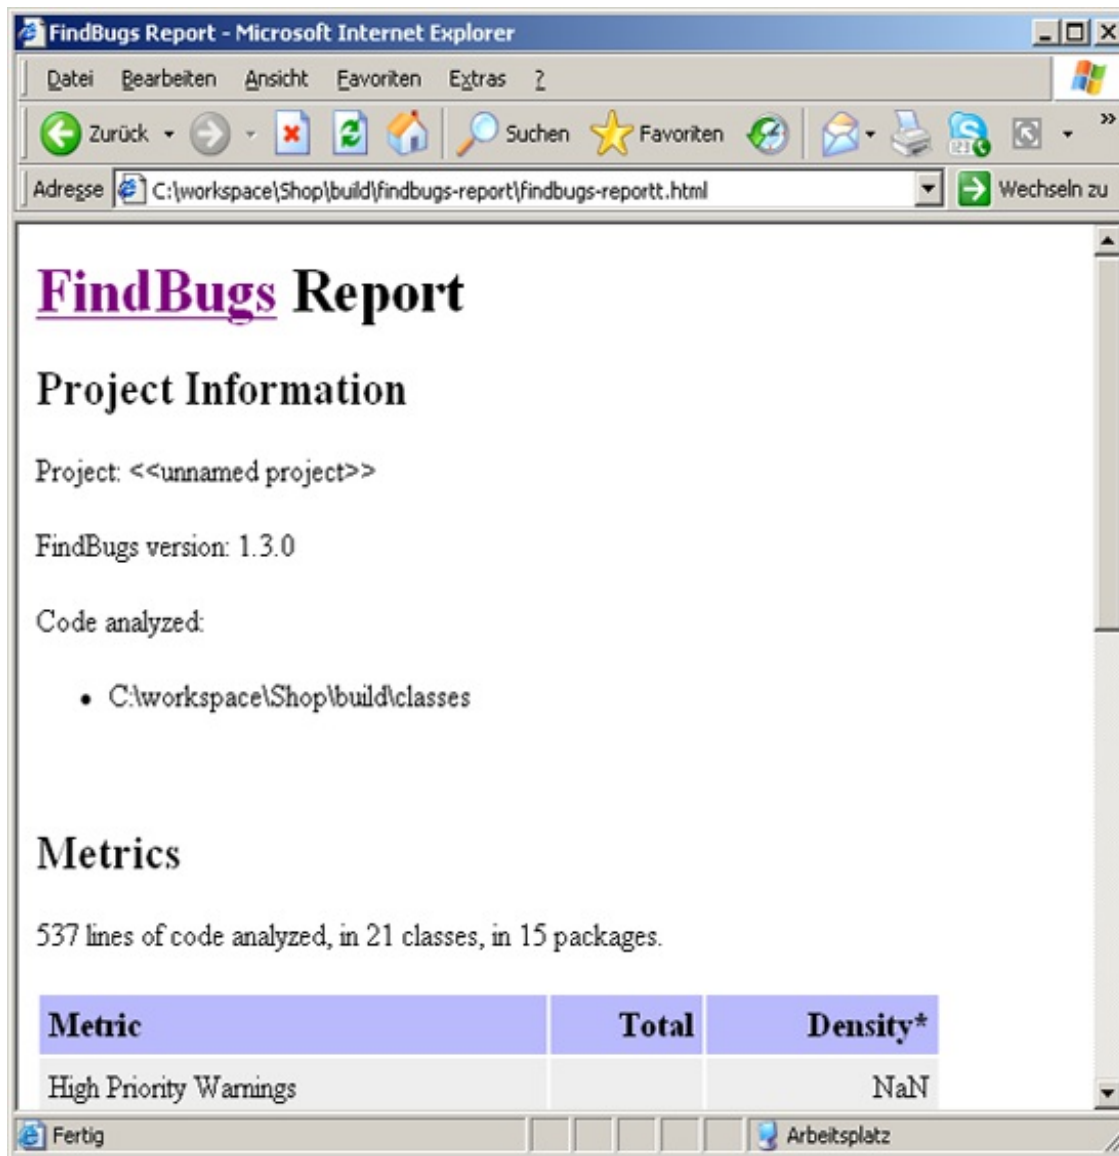 FindBugs Report - Microsoft Internet Explorer
Datei Bearbeiten Ansicht Favoriten Extras ?
Zurück Suchen Favoriten »
Adresse C:\workspace\Shop\build\findbugs-report\findbugs-reportt.html Wechseln zu
FindBugs Report
Project Information
Project: <<unnamed project>>
FindBugs version: 1.3.0
Code analyzed:
• C:\workspace\Shop\build\classes
Metrics
537 lines of code analyzed, in 21 classes, in 15 packages.
Metric Total Density*
High Priority Warnings NaN
Fertig Arbeitsplatz